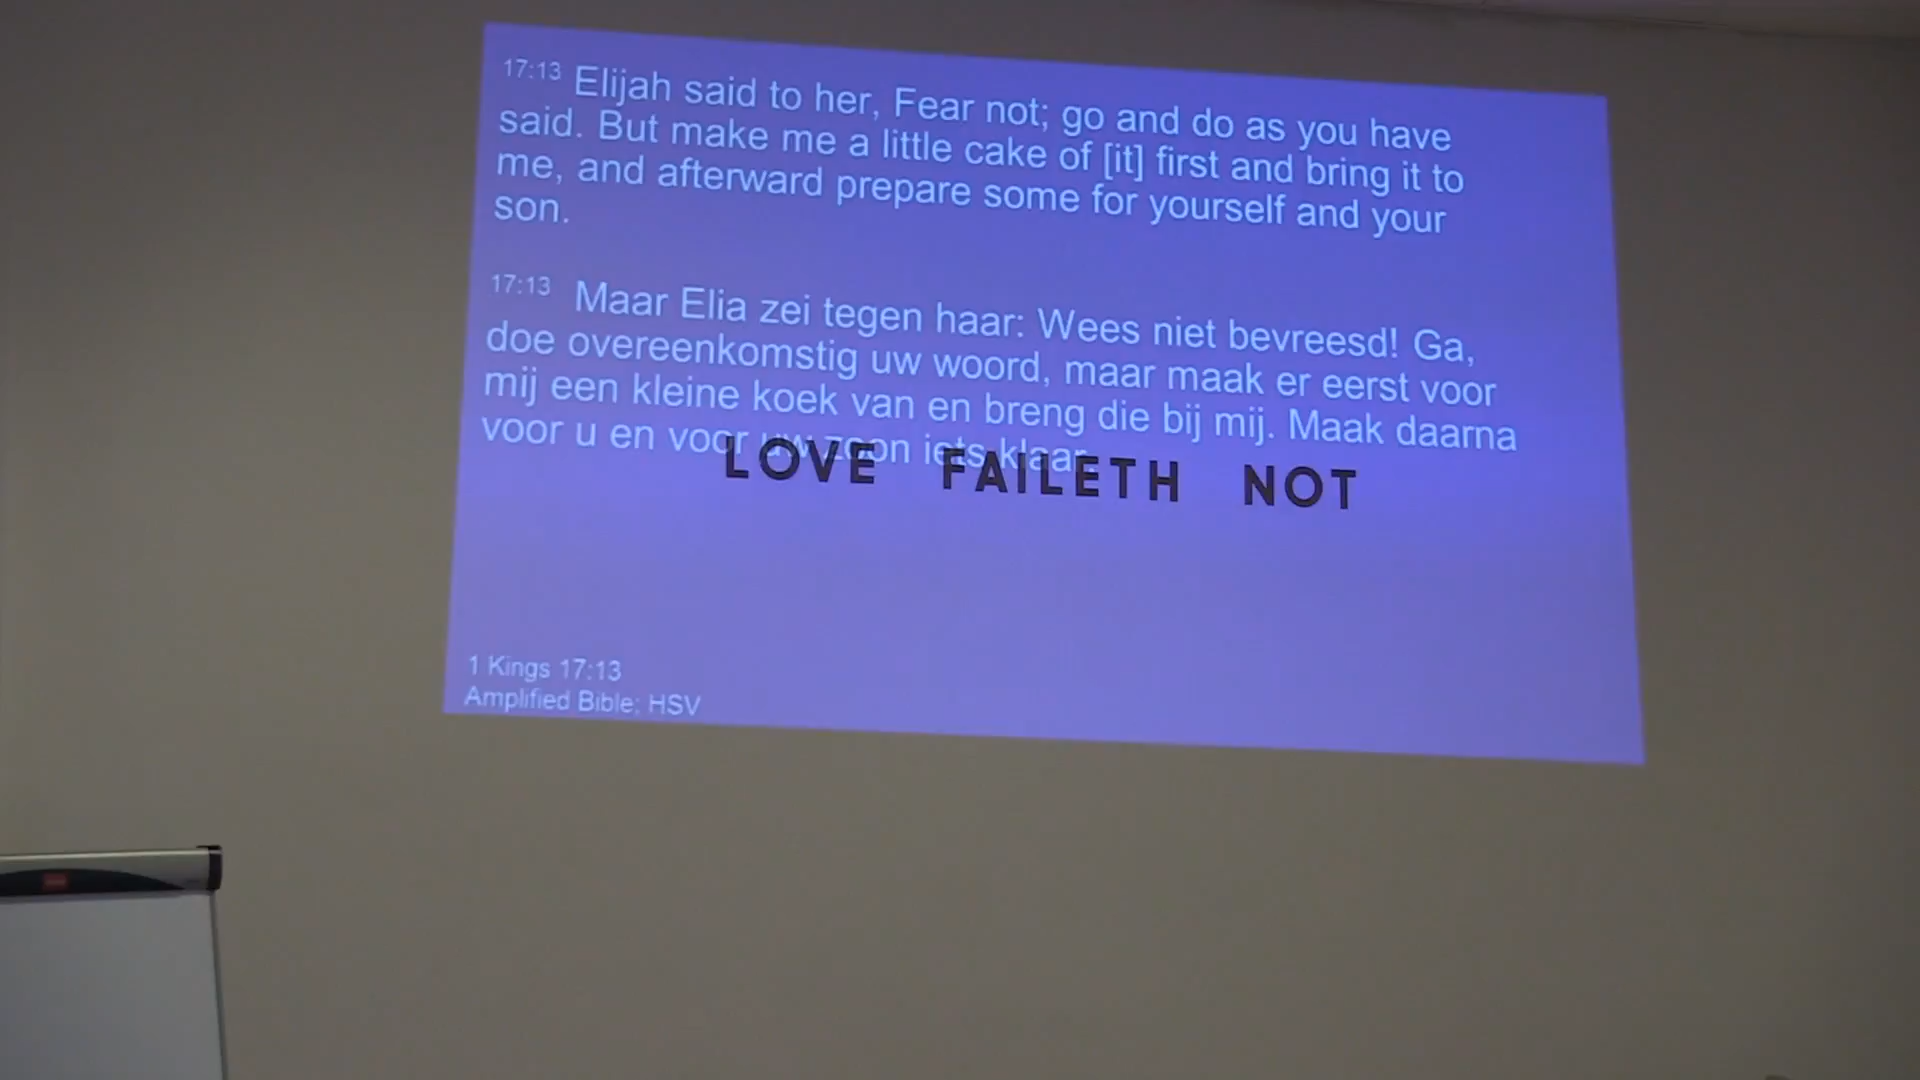 17:13 Elijah said to her, Fear not; go and do as you have
said. But make me a little cake of [it] first and bring it to
me, and afterward prepare some for yourself and your
son.
17:13 Maar Elia zei tegen haar: Wees niet bevreesd! Ga,
doe overeenkomstig uw woord, maar maak er eerst voor
mij een kleine koek van en breng die bij mij. Maak daarna
voor u en voor uw zoon iets klaar.
LOVE FAILETH NOT
1 Kings 17:13
Amplified Bible: HSV